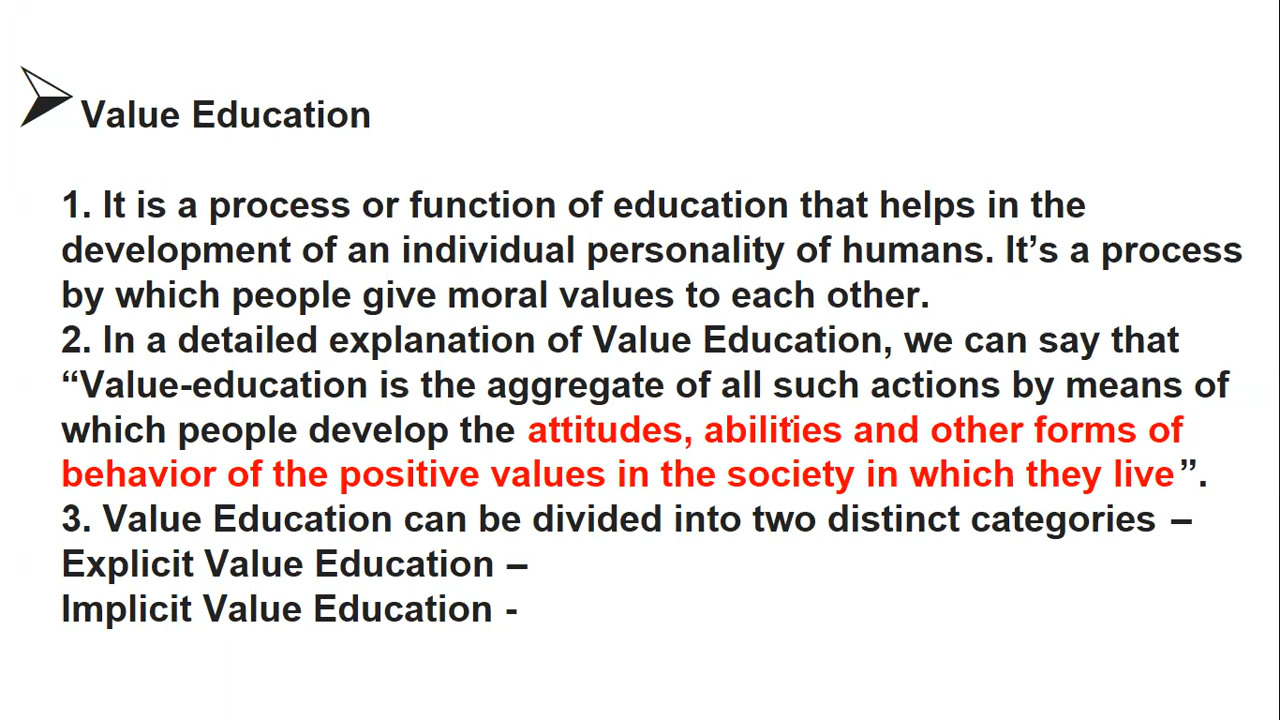 Value Education
1. It is a process or function of education that helps in the
development of an individual personality of humans. It’s a process
by which people give moral values to each other.
2. In a detailed explanation of Value Education, we can say that
“Value-education is the aggregate of all such actions by means of
which people develop the attitudes, abilities and other forms of
behavior of the positive values in the society in which they live”.
3. Value Education can be divided into two distinct categories –
Explicit Value Education –
Implicit Value Education -